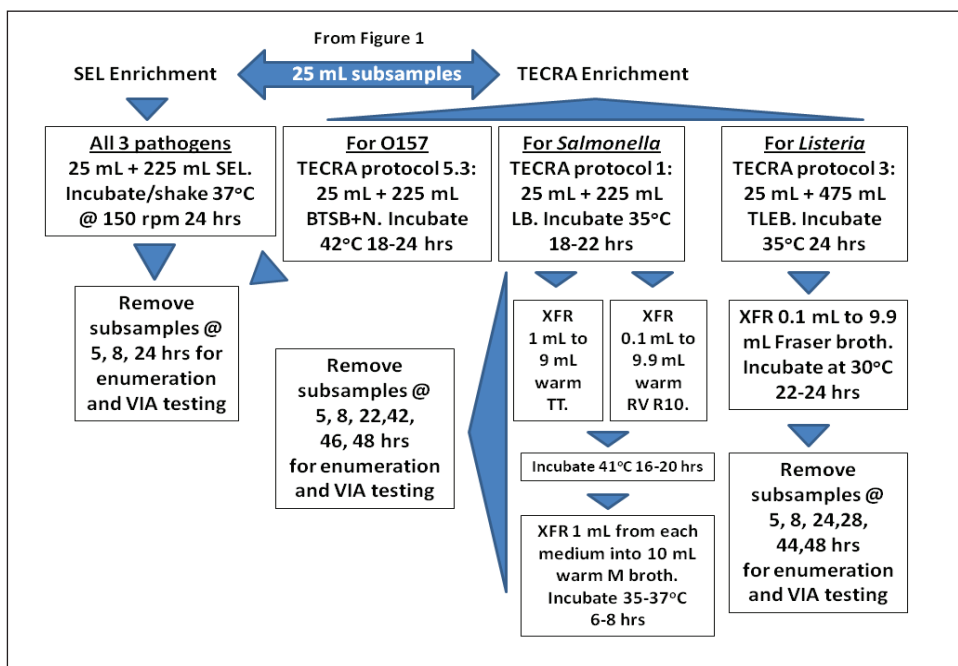 From Figure 1
SEL Enrichment
25 mL subsamples
TECRA Enrichment
All 3 pathogens
25 mL + 225 mL SEL.
Incubate/shake 37°C
@ 150 rpm 24 hrs
For O157
TECRA protocol 5.3:
25 mL + 225 mL
BTSB+N. Incubate
42°C 18-24 hrs
For Salmonella
TECRA protocol 1:
25 mL + 225 mL
LB. Incubate 35°C
18-22 hrs
For Listeria
TECRA protocol 3:
25 mL + 475 mL
TLEB. Incubate
35°C 24 hrs
Remove
subsamples @
5, 8, 24 hrs for
enumeration
and VIA testing
Remove
subsamples @
5, 8, 22,42,
46, 48 hrs
for enumeration
and VIA testing
XFR
1 mL to
9 mL
warm
TT.
XFR
0.1 mL to
9.9 mL
warm
RV R10.
XFR 0.1 mL to 9.9
mL Fraser broth.
Incubate at 30°C
22-24 hrs
Incubate 41°C 16-20 hrs
XFR 1 mL from each
medium into 10 mL
warm M broth.
Incubate 35-37°C
6-8 hrs
Remove
subsamples @
5, 8, 24,28,
44,48 hrs
for enumeration
and VIA testing